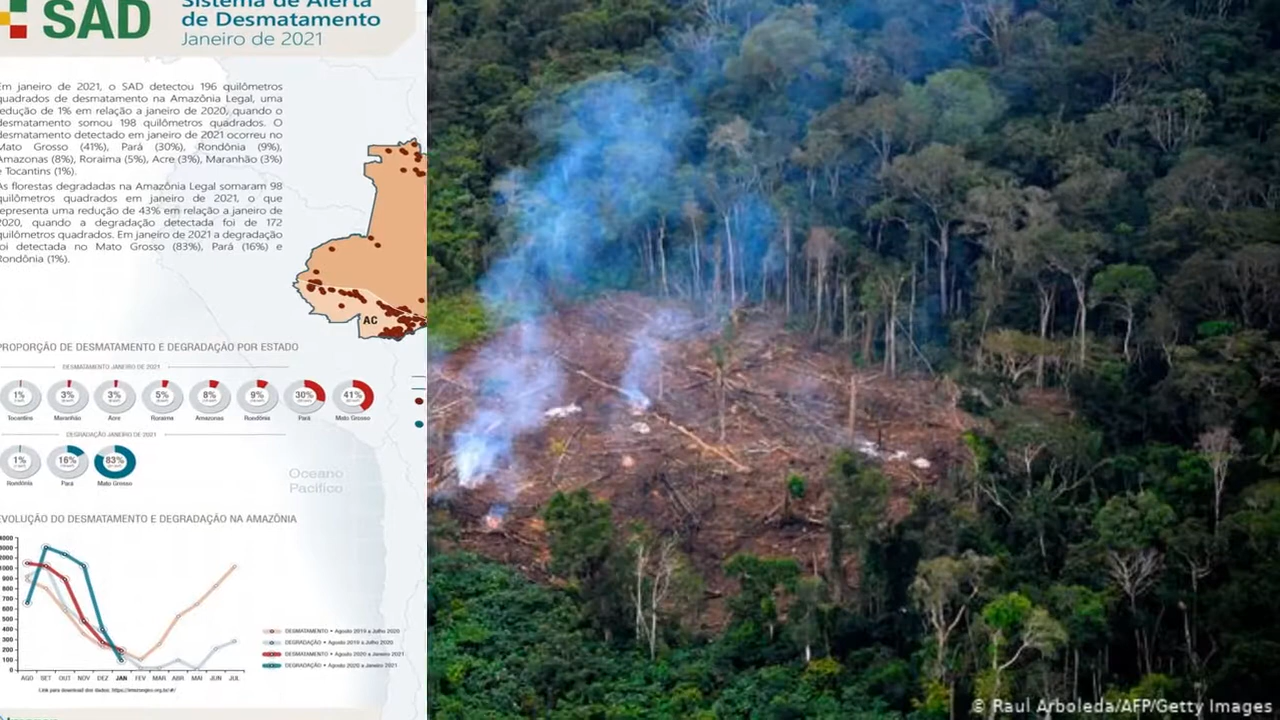 SAD
Sistema de Alerta
de Desmatamento
Janeiro de 2021
Em janeiro de 2021, o SAD detectou 196 quilômetros
quadrados de desmatamento na Amazônia Legal, uma
redução de 1% em relação a janeiro de 2020, quando o
desmatamento somou 198 quilômetros quadrados. O
desmatamento detectado em janeiro de 2021 ocorreu no
Mato Grosso (41%), Pará (30%), Rondônia (9%),
Amazonas (8%), Roraima (5%), Acre (3%), Maranhão (3%)
e Tocantins (1%).
As florestas degradadas na Amazônia Legal somaram 98
quilômetros quadrados em janeiro de 2021, o que
representa uma redução de 43% em relação a janeiro de
2020, quando a degradação detectada foi de 172
quilômetros quadrados. Em janeiro de 2021 a degradação
foi detectada no Mato Grosso (83%), Pará (16%) e
Rondônia (1%).
AC
PROPORÇÃO DE DESMATAMENTO E DEGRADAÇÃO POR ESTADO
DESMATAMENTO JANEIRO DE 2021
1% 3% 3% 5% 8% 9% 30% 41%
Tocantins Maranhão Acre Roraima Amazonas Rondônia Pará Mato Grosso
DEGRADAÇÃO JANEIRO DE 2021
1% 16% 83%
Rondônia Pará Mato Grosso
Oceano
Pacífico
EVOLUÇÃO DO DESMATAMENTO E DEGRADAÇÃO NA AMAZÔNIA
4000
3000
2000
1000
900
800
700
600
500
400
300
200
100
0
AGO SET OUT NOV DEZ JAN FEV MAR ABR MAI JUN JUL
DESMATAMENTO • Agosto 2019 a Julho 2020
DEGRADAÇÃO • Agosto 2019 a Julho 2020
DESMATAMENTO • Agosto 2020 a Janeiro 2021
DEGRADAÇÃO • Agosto 2020 a Janeiro 2021
Link para download dos dados:
© Raul Arboleda/AFP/Getty Images